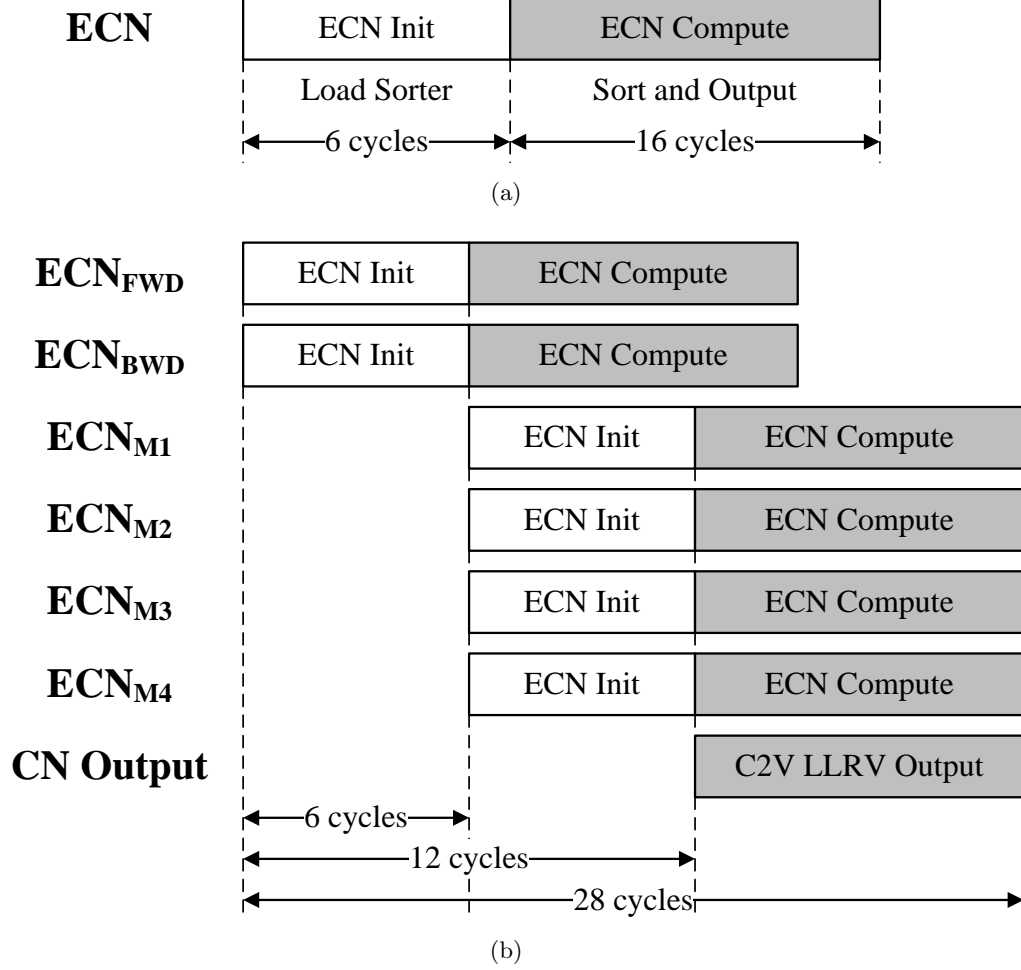 ECN ECN Init ECN Compute
Load Sorter Sort and Output
6 cycles 16 cycles
(a)
ECN_FWD ECN Init ECN Compute
ECN_BWD ECN Init ECN Compute
ECN_M1 ECN Init ECN Compute
ECN_M2 ECN Init ECN Compute
ECN_M3 ECN Init ECN Compute
ECN_M4 ECN Init ECN Compute
CN Output C2V LLRV Output
6 cycles
12 cycles
28 cycles
(b)